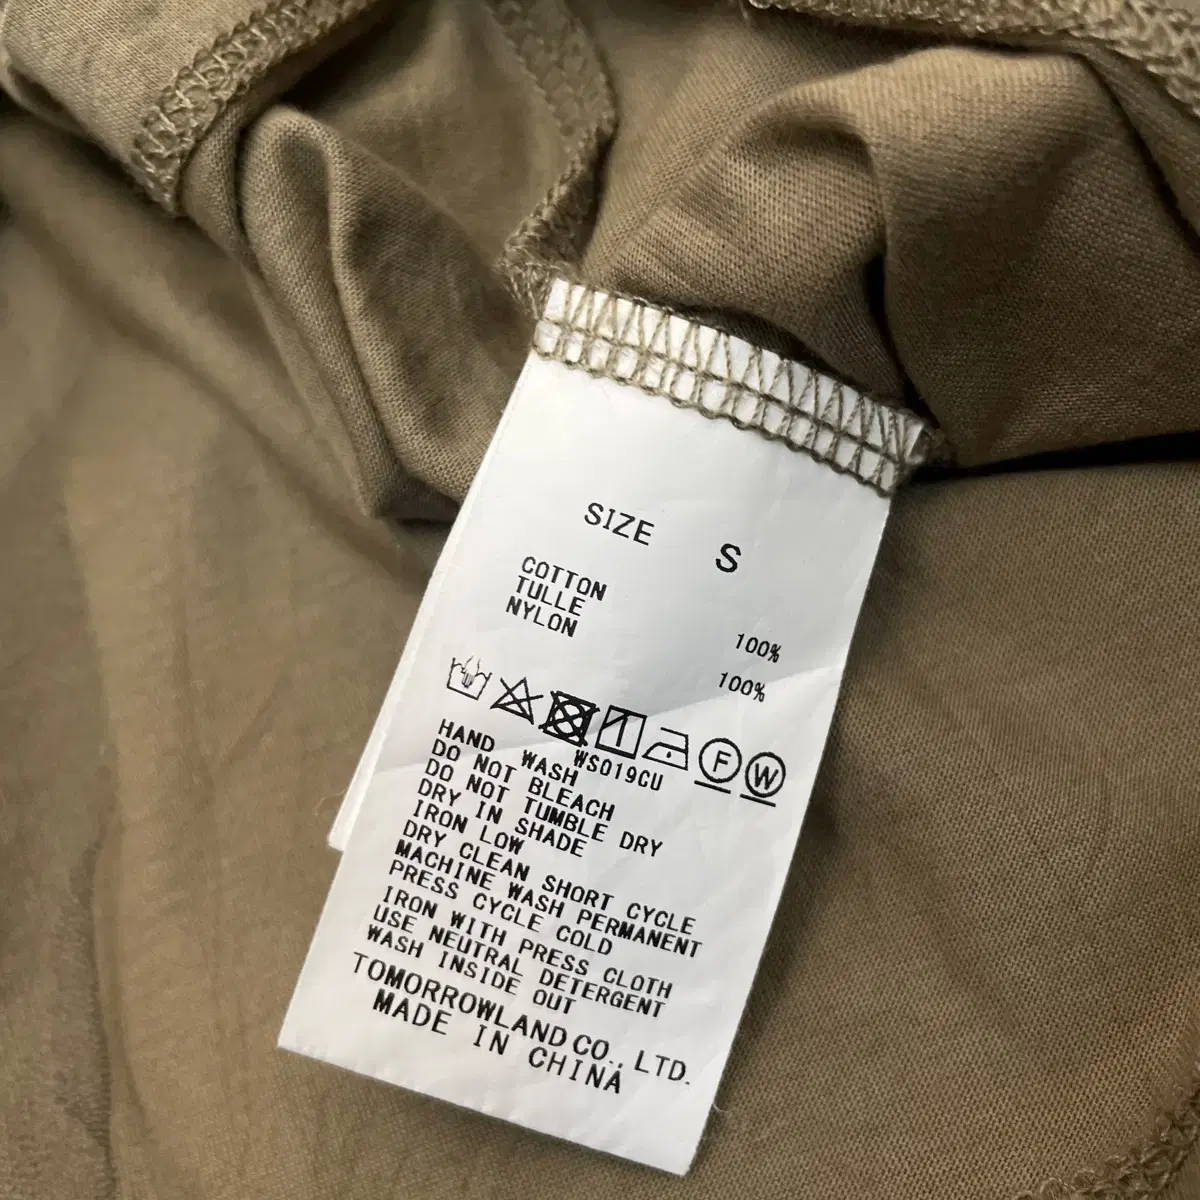 SIZE S
COTTON 100%
TULLE
NYLON 100%
F W
WS019CU
HAND WASH
DO NOT BLEACH
DO NOT TUMBLE DRY
DRY IN SHADE
IRON LOW
DRY CLEAN SHORT CYCLE
MACHINE WASH PERMANENT
PRESS CYCLE COLD
IRON WITH PRESS CLOTH
USE NEUTRAL DETERGENT
WASH INSIDE OUT
TOMORROWLAND CO., LTD.
MADE IN CHINA